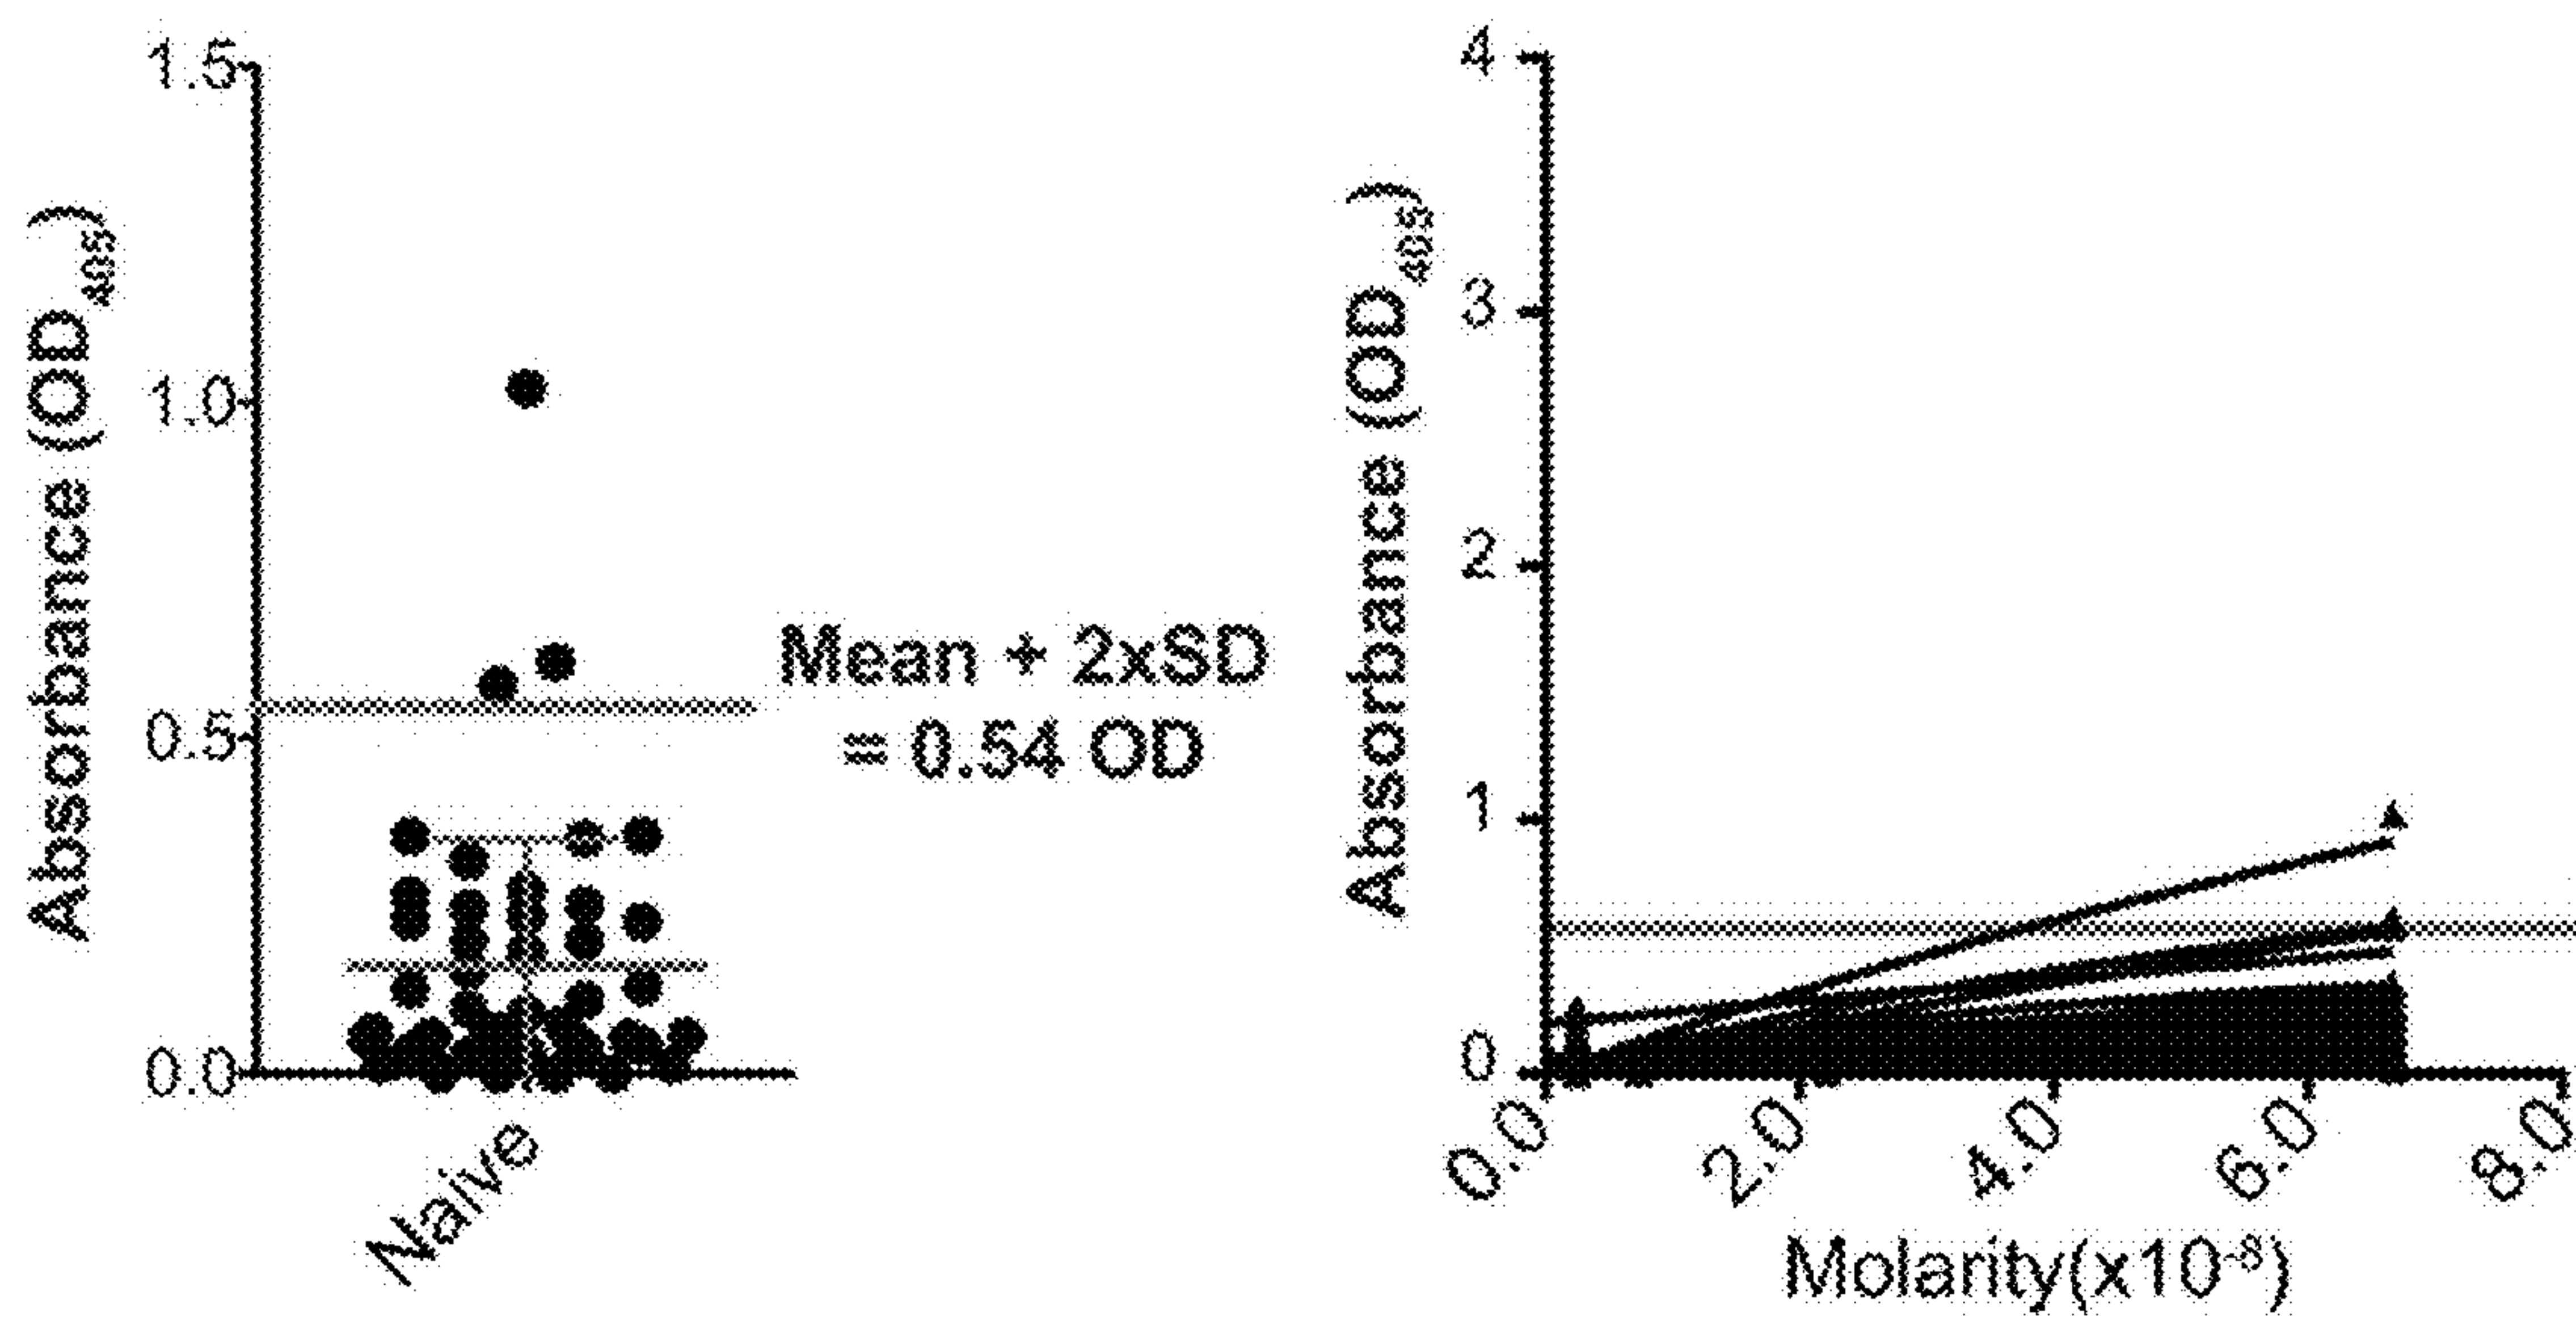 Absorbance (OD405)
1.5
1.0
0.5
0.0
Mean + 2xSD
= 0.54 OD
Naive
Absorbance (OD405)
4
3
2
1
0
0.0 2.0 4.0 6.0 8.0
Molarity(x10⁻⁸)